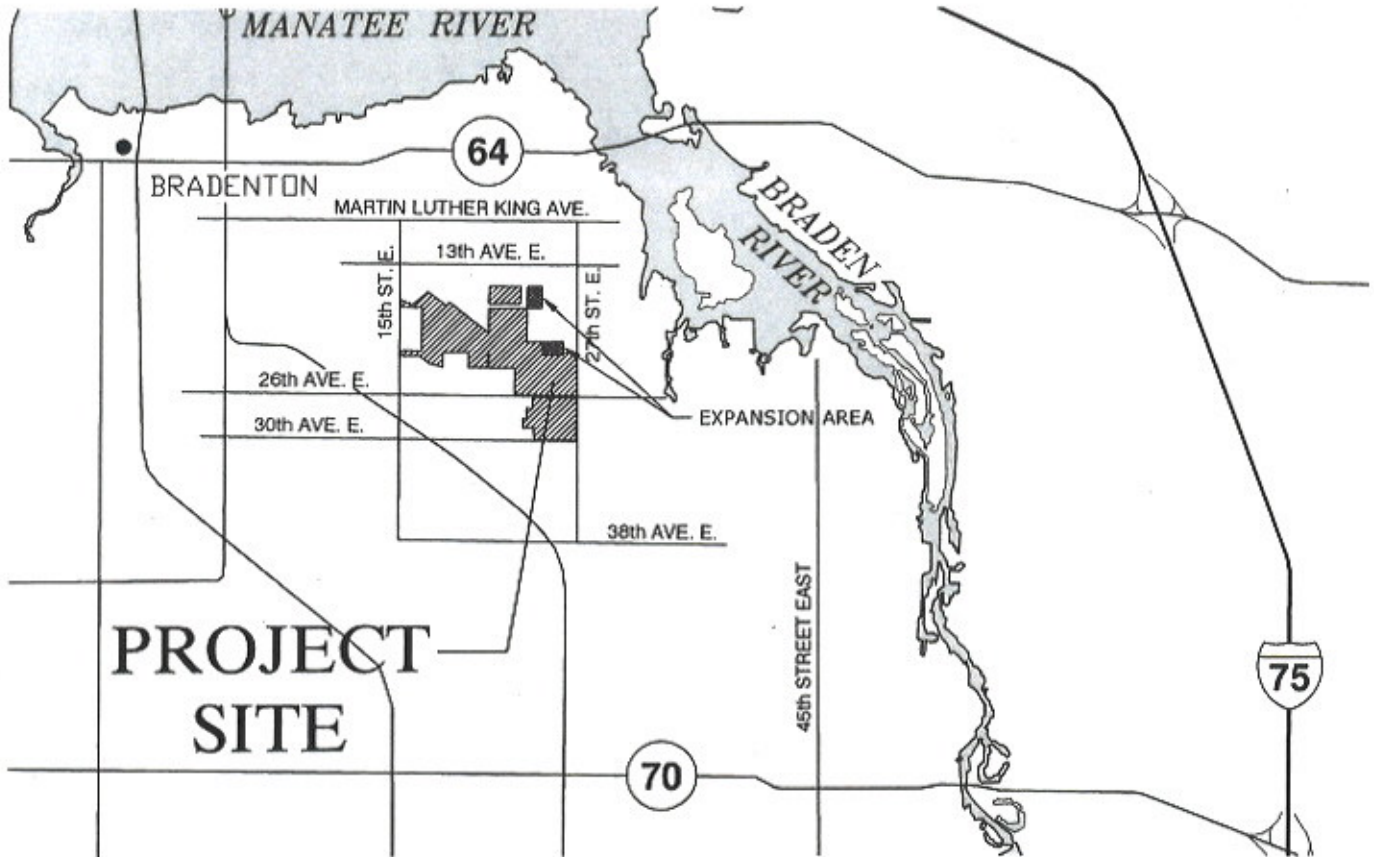 MANATEE RIVER
64
BRADENTON
MARTIN LUTHER KING AVE.
BRADEN
RIVER
13th AVE. E.
15th ST. E.
27th ST. E.
26th AVE. E.
EXPANSION AREA
30th AVE. E.
38th AVE. E.
45th STREET EAST
PROJECT
SITE
75
70